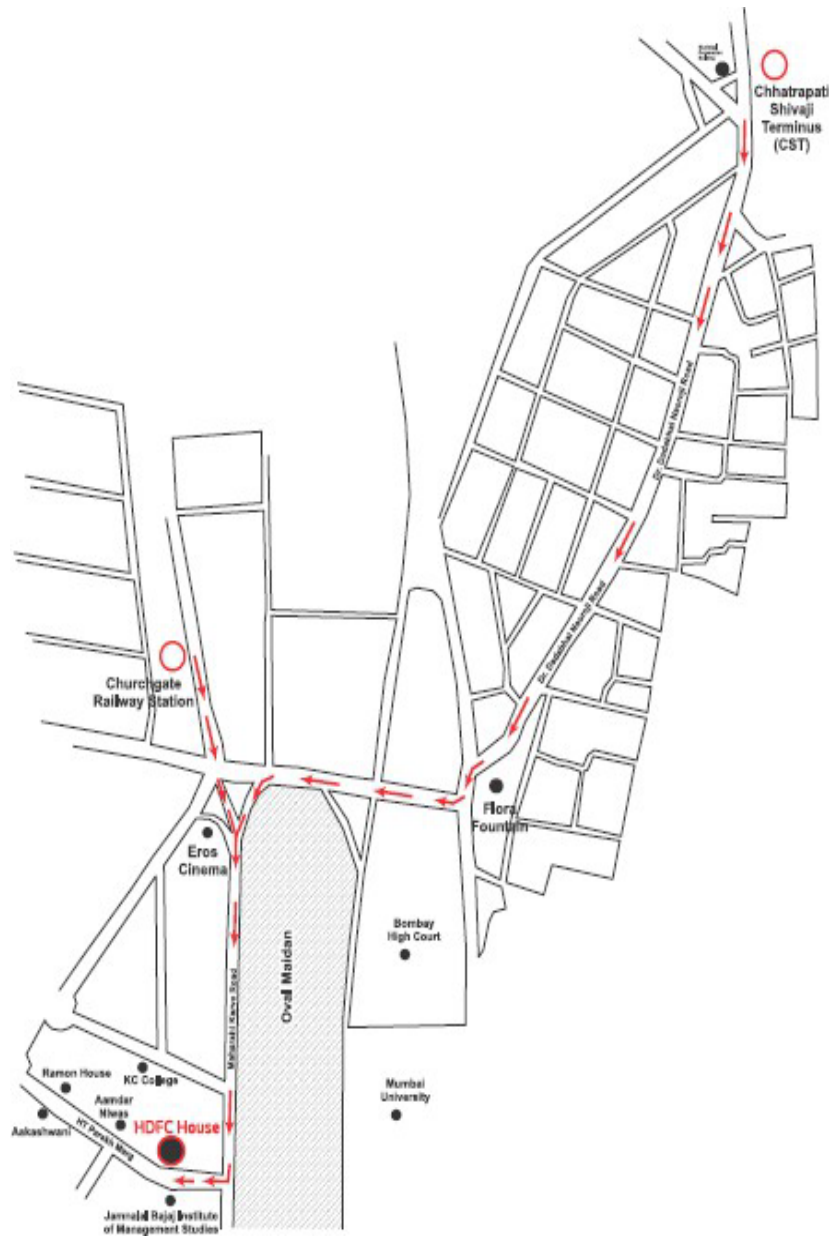 Chhatrapati
Shivaji
Terminus
(CST)
Dr. Dadabhai Naoroji Road
Dr. Dadabhai Naoroji Road
Churchgate
Railway Station
Flora
Fountain
Eros
Cinema
Bombay
High Court
Oval Maidan
Maharshi Karve Road
KC College
Ramon House
Aamdar
Niwas
HDFC House
Mumbai
University
Aakashwani
HT Parekh Marg
Jamnalal Bajaj Institute
of Management Studies